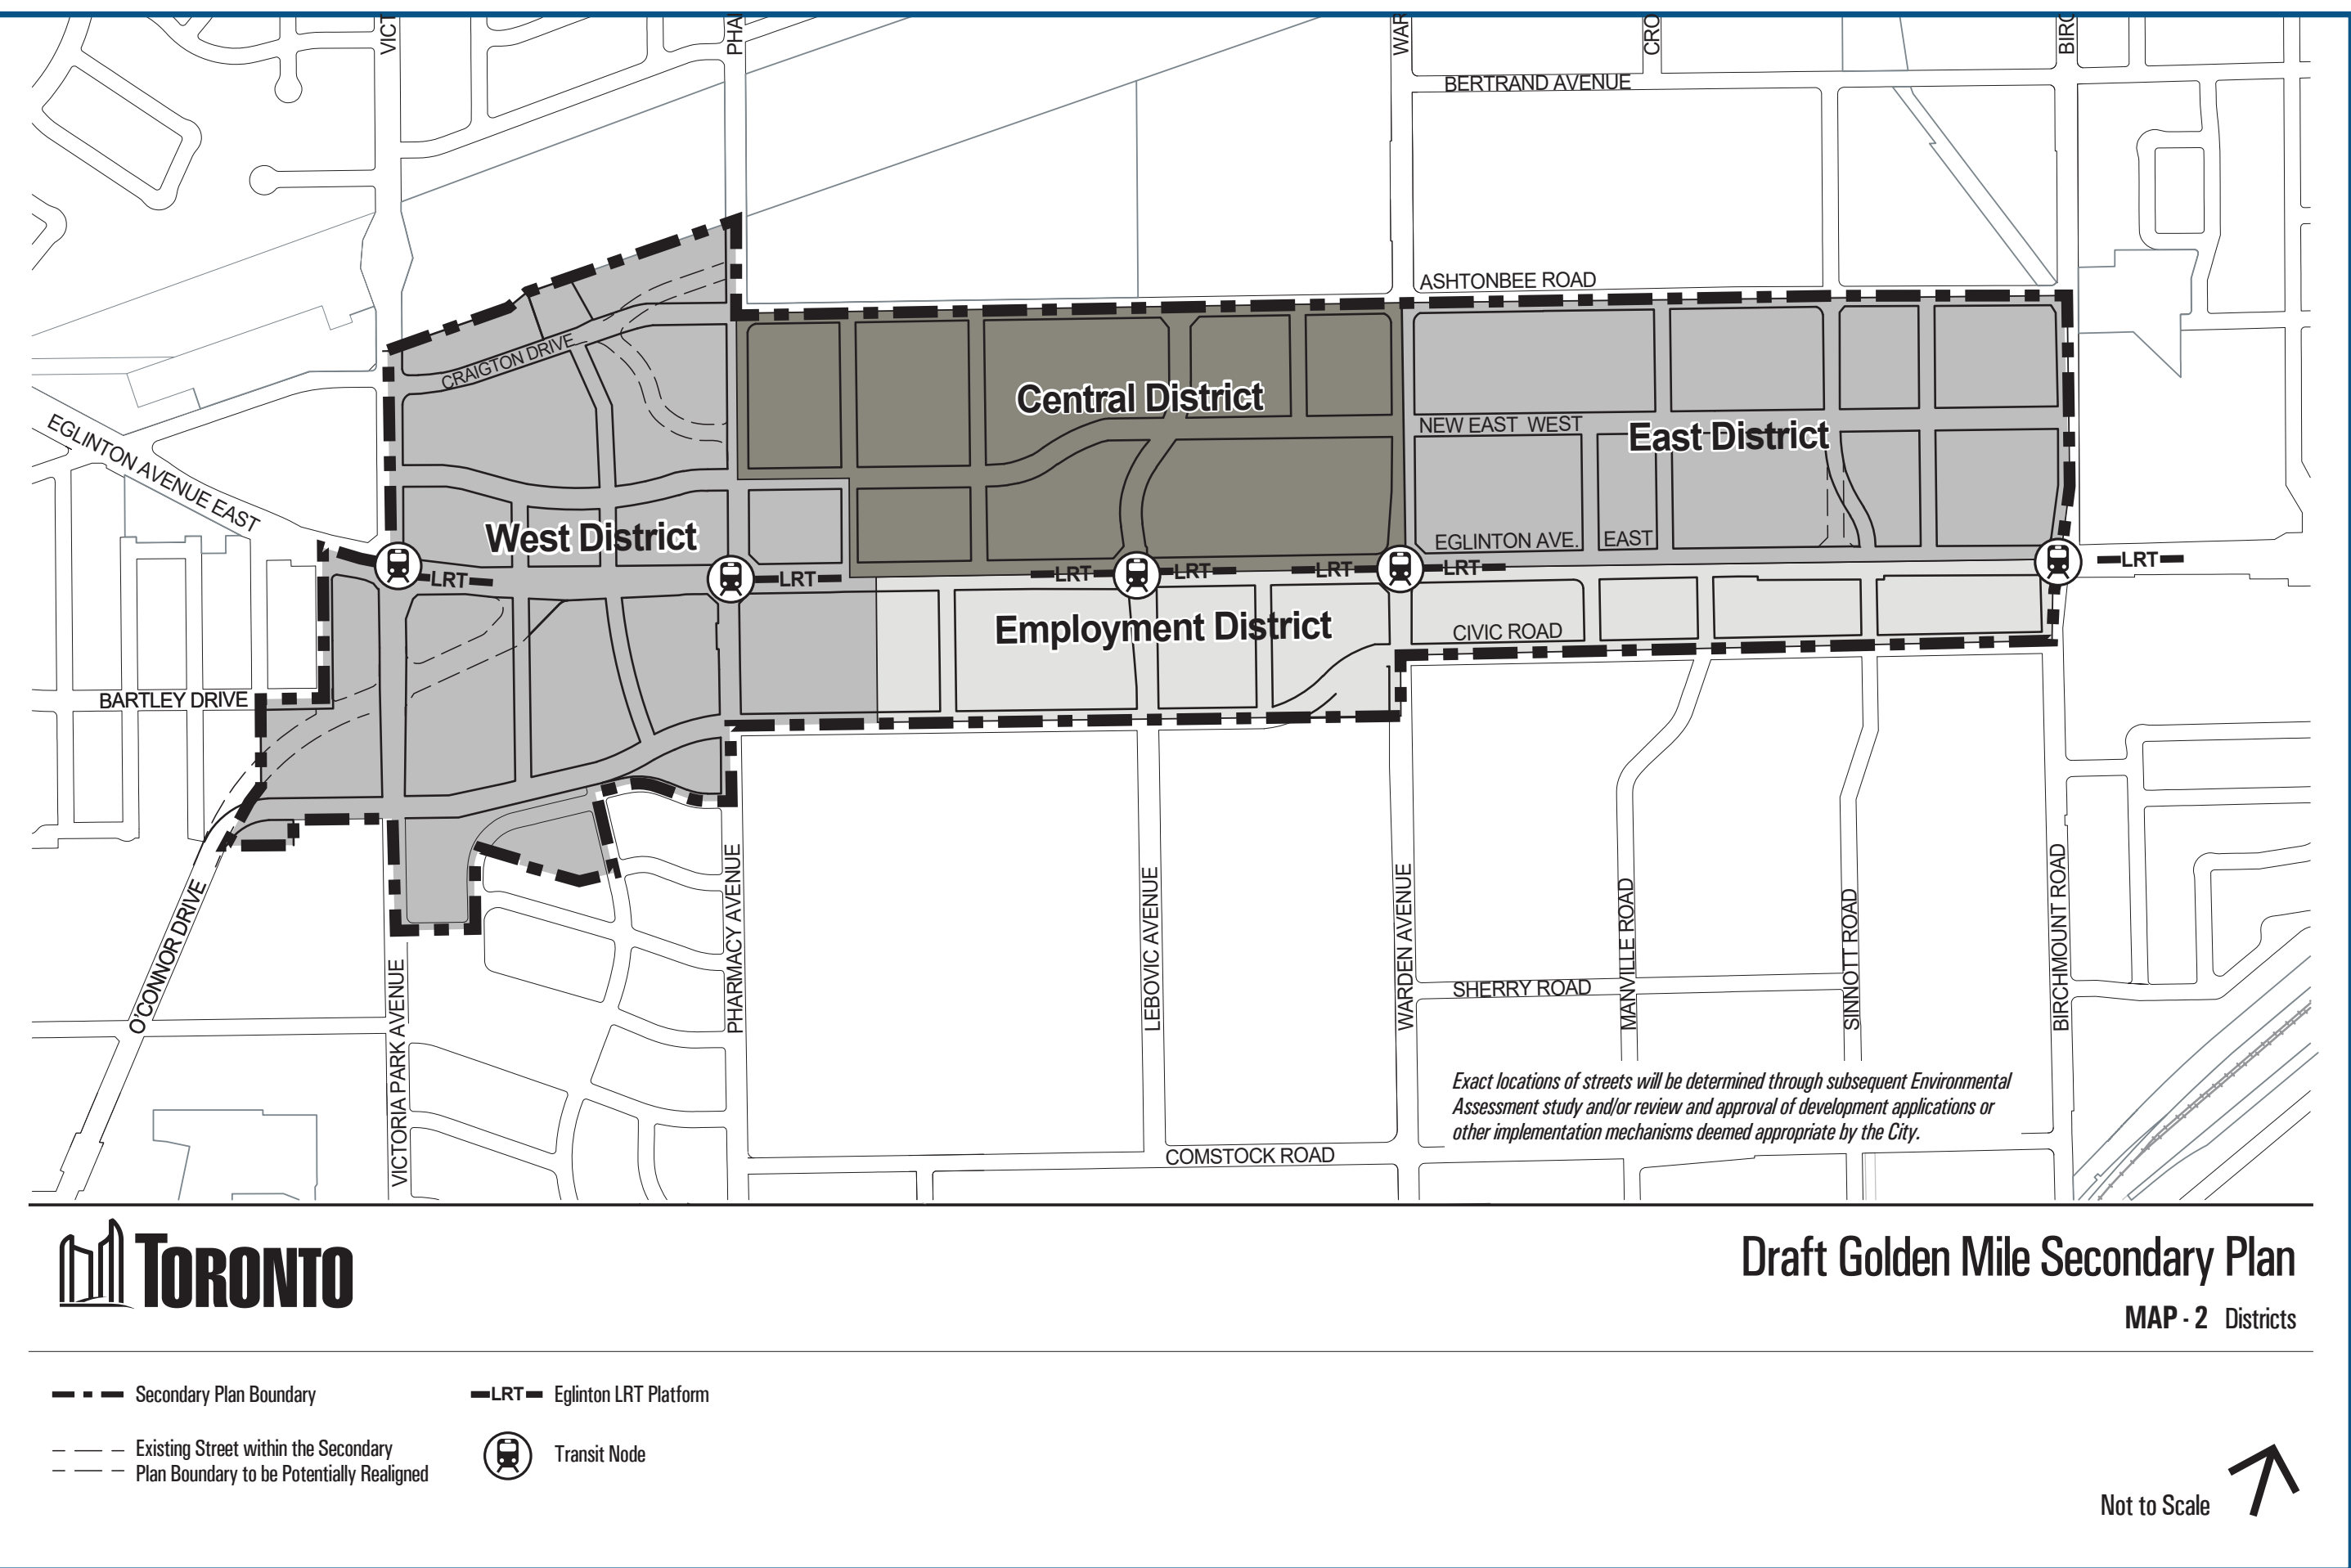 VICT
PHA
WAR
CRO
BIRC
BERTRAND AVENUE
ASHTONBEE ROAD
CRAIGTON DRIVE
Central District
NEW EAST WEST
East District
EGLINTON AVENUE EAST
West District
EGLINTON AVE. EAST
LRT
LRT
LRT
LRT
LRT
LRT
LRT
Employment District
CIVIC ROAD
BARTLEY DRIVE
O'CONNOR DRIVE
VICTORIA PARK AVENUE
PHARMACY AVENUE
LEBOVIC AVENUE
WARDEN AVENUE
MANVILLE ROAD
SINNOTT ROAD
BIRCHMOUNT ROAD
SHERRY ROAD
Exact locations of streets will be determined through subsequent Environmental
Assessment study and/or review and approval of development applications or
other implementation mechanisms deemed appropriate by the City.
COMSTOCK ROAD
TORONTO
Draft Golden Mile Secondary Plan
MAP - 2 Districts
Secondary Plan Boundary
LRT Eglinton LRT Platform
Existing Street within the Secondary
Plan Boundary to be Potentially Realigned
Transit Node
Not to Scale